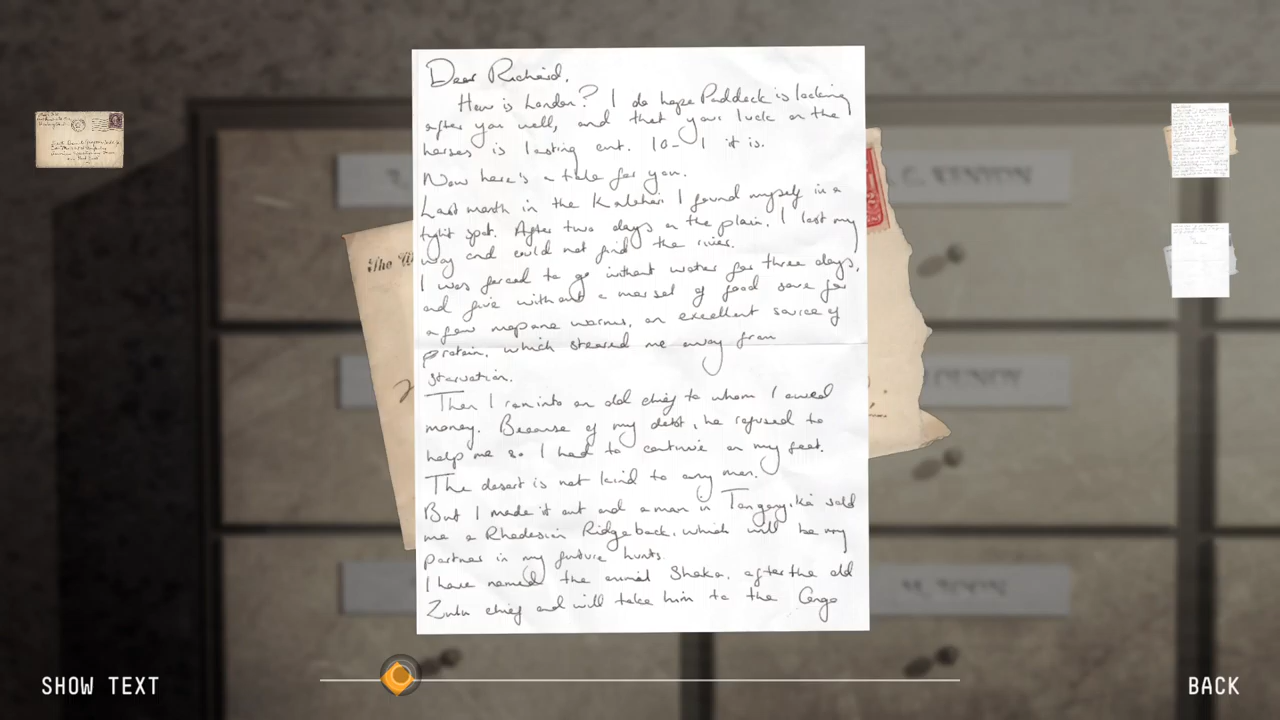 Dear Richard,
How is London? I do hope Paddock is looking
after you well, and that your luck on the
horses is lasting out. 10-1 it is.
Now here's a tale for you.
Last month in the Kalahari I found myself in a
tight spot. After two days on the plain, I lost my
way and could not find the river.
I was forced to go without water for three days,
and five without a morsel of food save for
a few mopane worms, an excellent source of
protein, which steered me away from
starvation.
Then I ran into an old chief to whom I owed
money. Because of my debt, he refused to
help me so I had to continue on my feet.
The desert is not kind to any man.
But I made it out and a man in Tanganyika sold
me a Rhodesian Ridgeback, which will be my
partner in my future hunts.
I have named the animal Shaka, after the old
Zulu chief and will take him to the Congo
The
SHOW TEXT
BACK